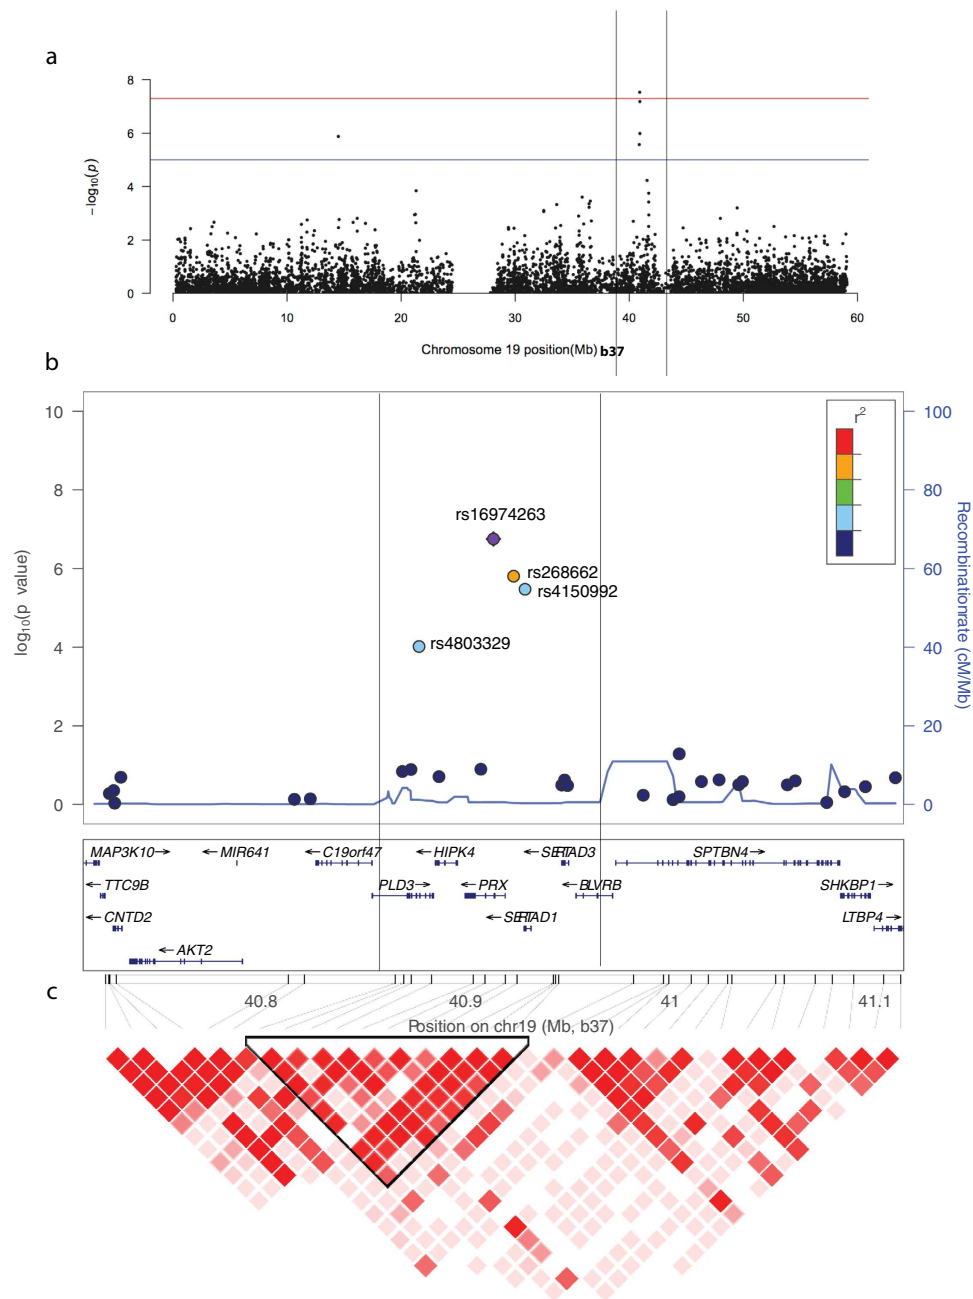 a
8
6
4
2
0
−log10(p)
0 10 20 30 40 50 60
Chromosome 19 position(Mb) b37
b
10
8
6
4
2
0
log10(p value)
100
80
60
40
20
0
Recombinationrate (cM/Mb)
r2
rs16974263
rs268662
rs4150992
rs4803329
MAP3K10 MIR641 C19orf47 HIPK4 SERTAD3 SPTBN4
TTC9B PLD3 PRX BLVRB SHKBP1
CNTD2 SERTAD1 LTBP4
AKT2
c
40.8 40.9 41 41.1
Position on chr19 (Mb, b37)